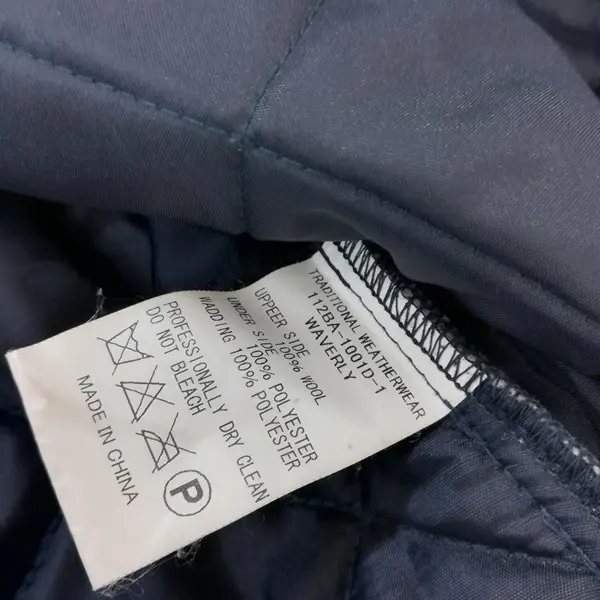 TRADITIONAL WEATHERWEAR
112BA-1001D-1
WAVERLY
UPPEER SIDE
100% WOOL
UNDER SIDE
100% POLYESTER
WADDING 100% POLYESTER
PROFESSIONALLY DRY CLEAN
DO NOT BLEACH
P
MADE IN CHINA